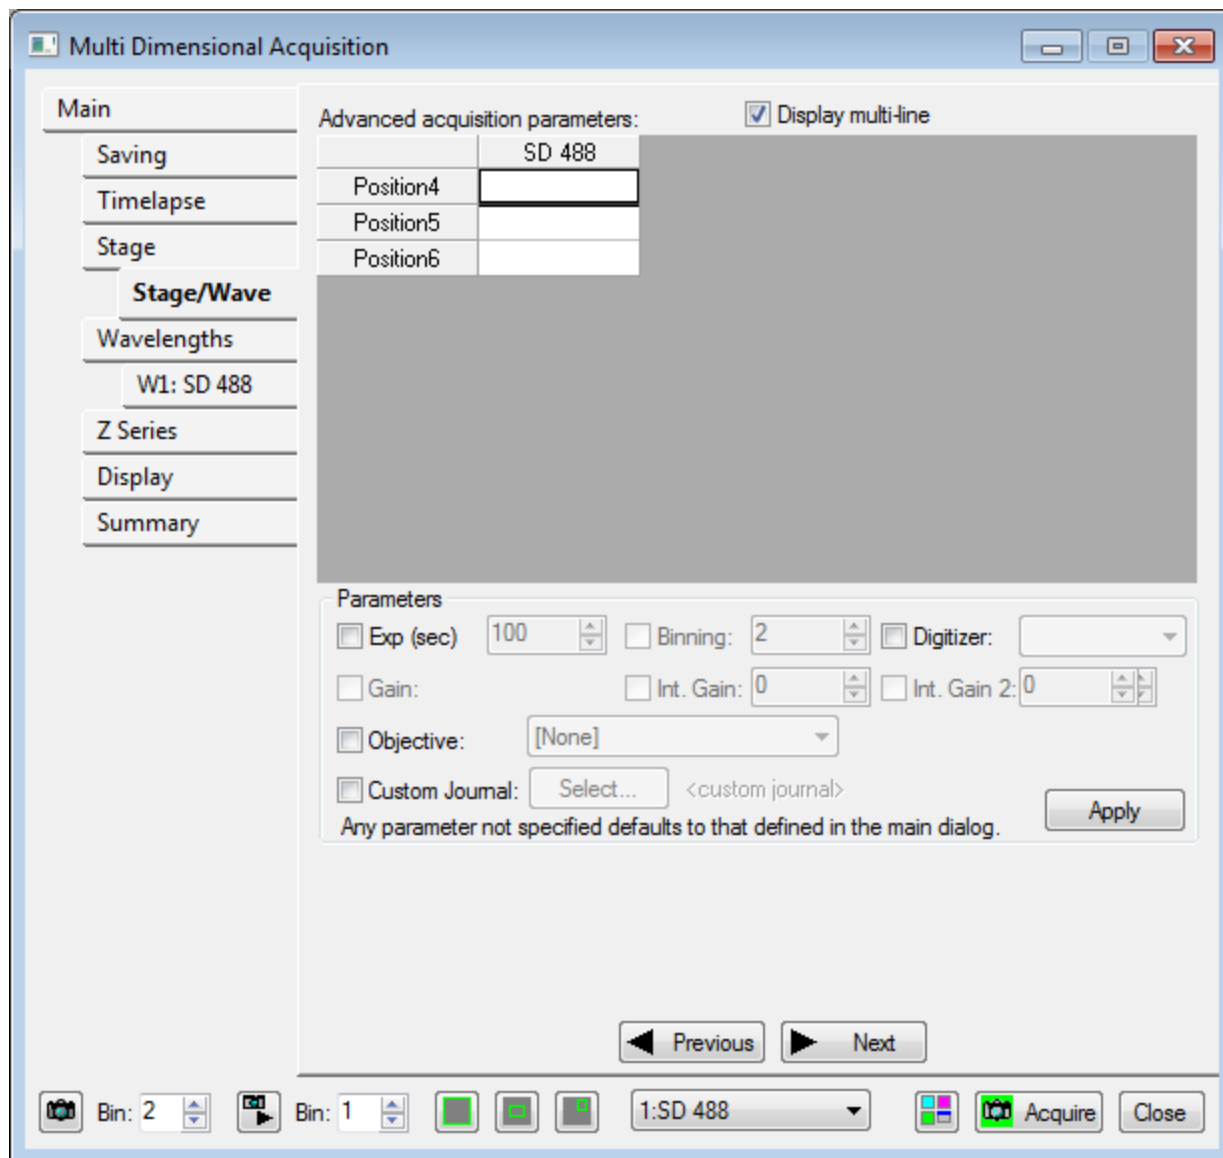 Multi Dimensional Acquisition
Main
Saving
Timelapse
Stage
Stage/Wave
Wavelengths
W1: SD 488
Z Series
Display
Summary
Advanced acquisition parameters:
Display multi-line
SD 488
Position4
Position5
Position6
Parameters
Exp (sec) 100 Binning: 2 Digitizer:
Gain: Int. Gain: 0 Int. Gain 2: 0
Objective: [None]
Custom Journal: Select... <custom journal>
Any parameter not specified defaults to that defined in the main dialog.
Apply
Previous Next
Bin: 2 Bin: 1 1:SD 488 Acquire Close